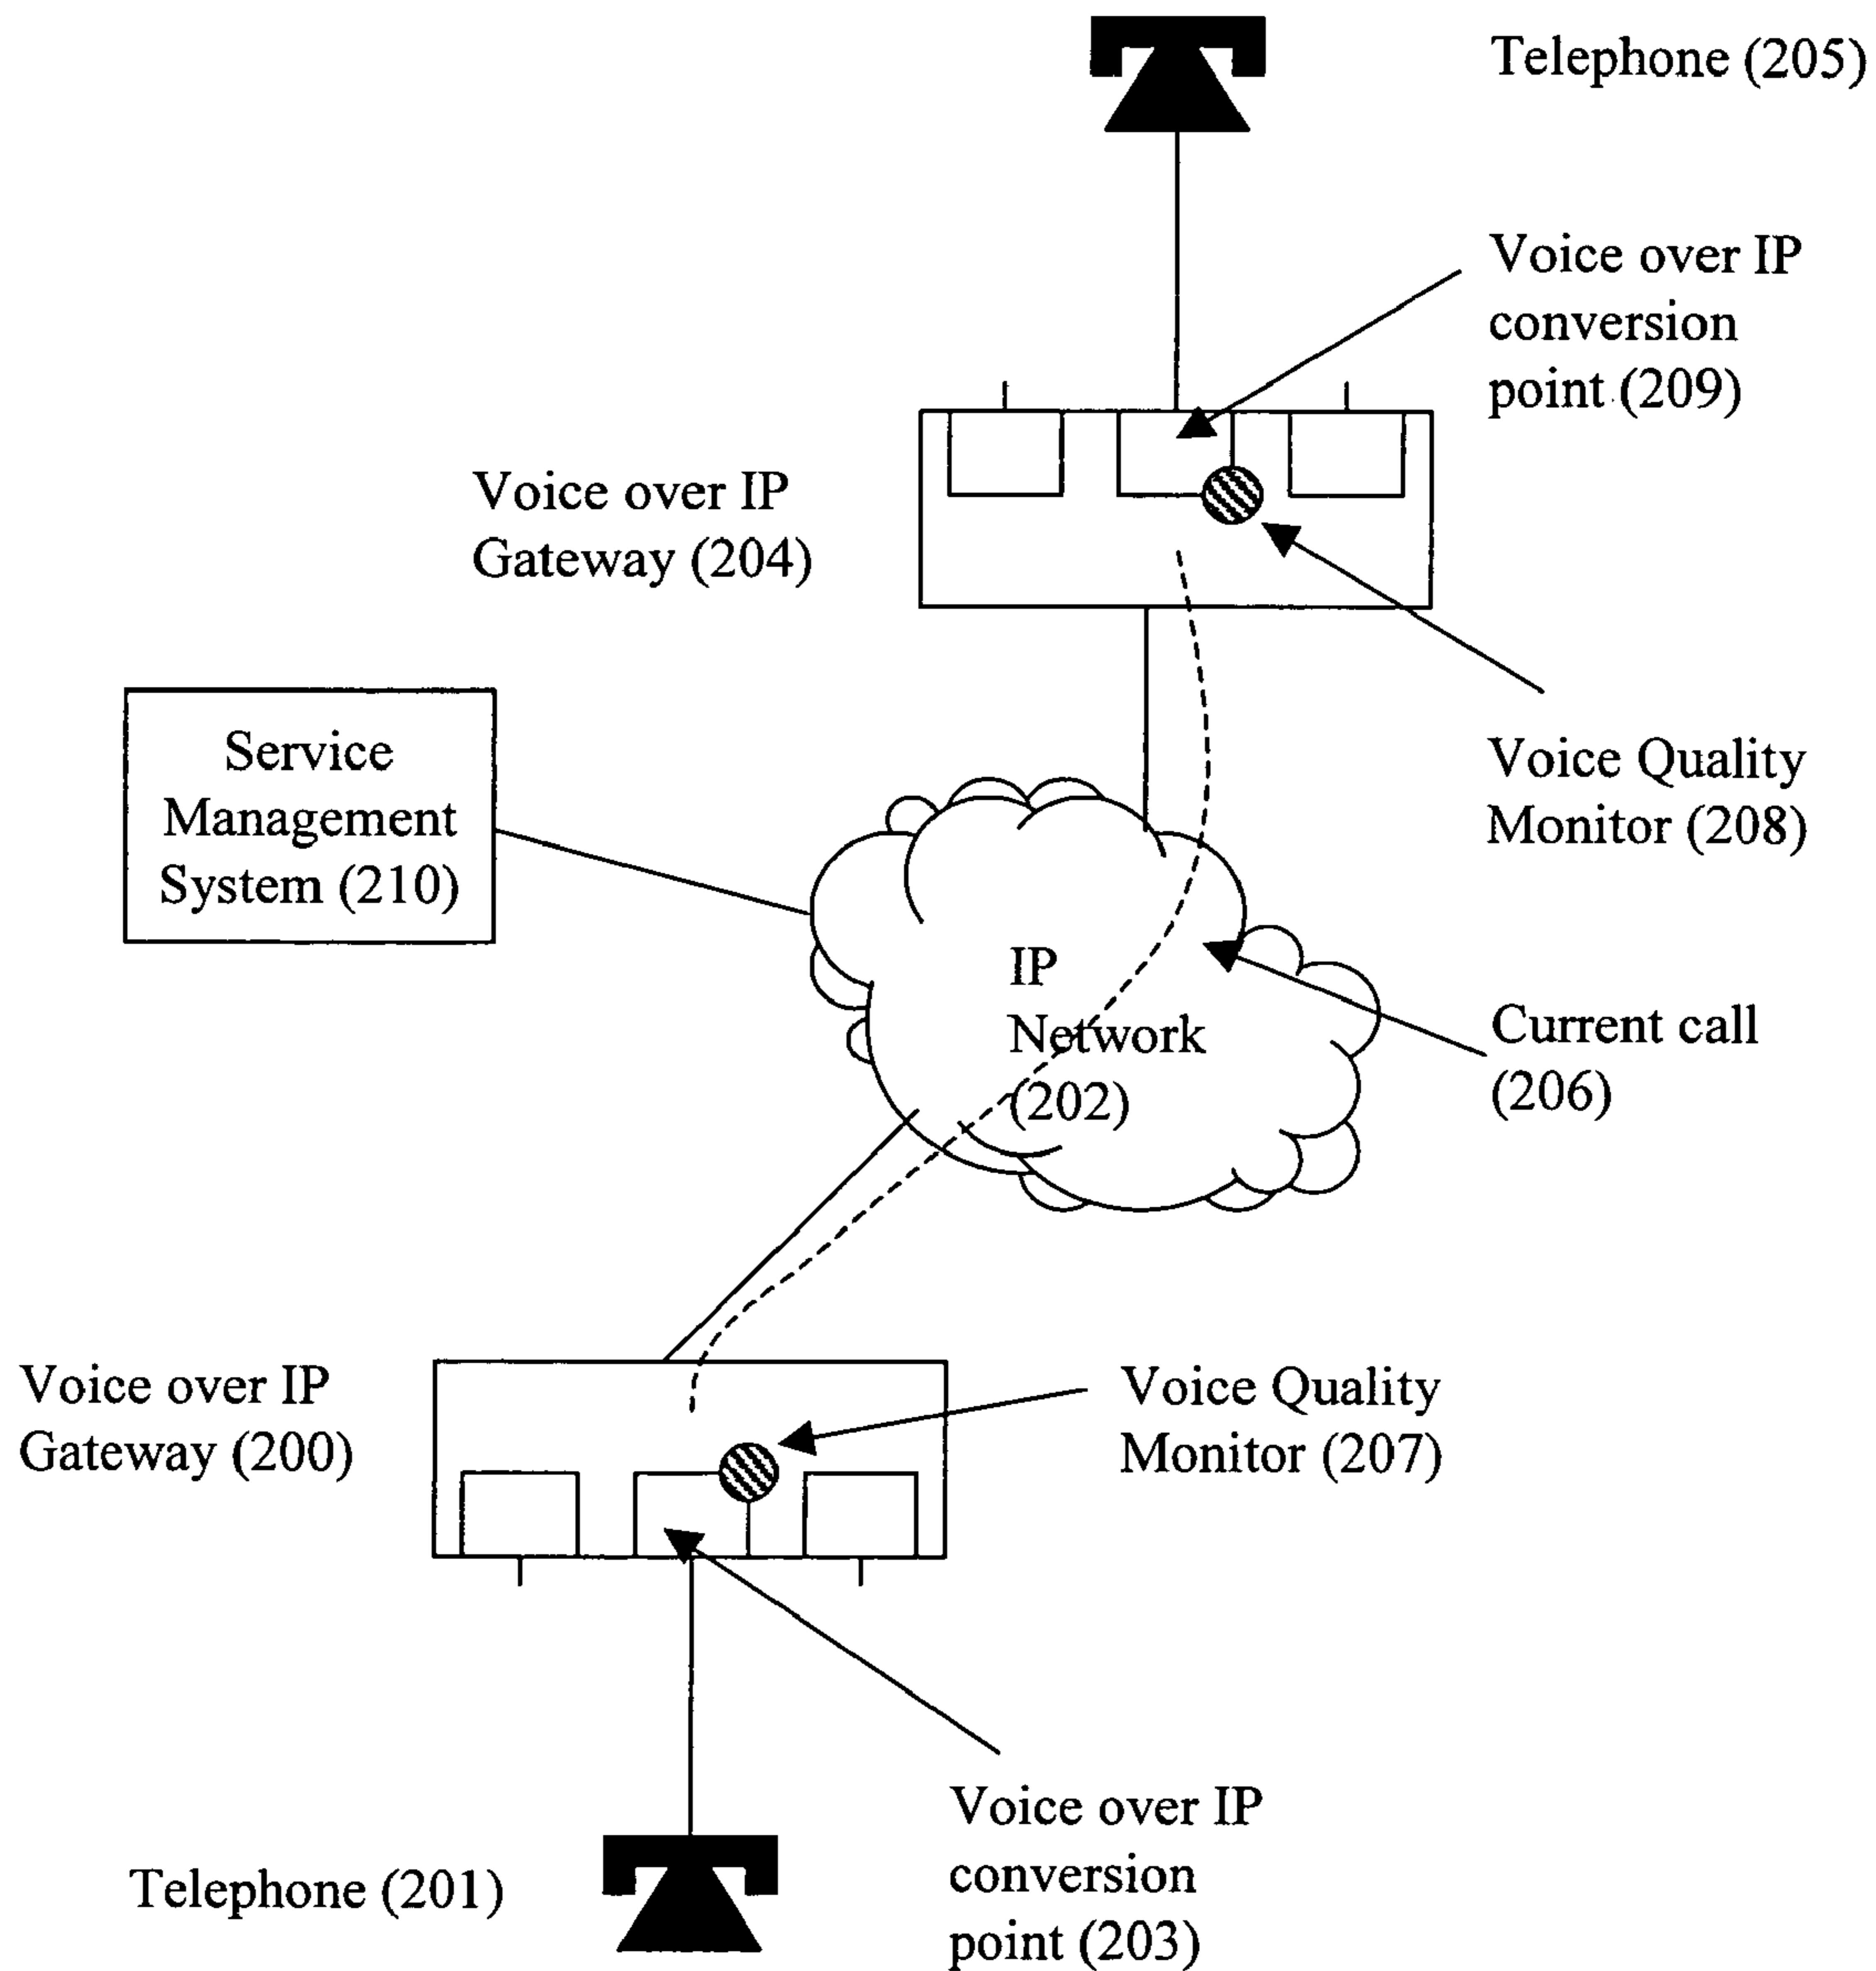 Telephone (205)
Voice over IP
conversion
point (209)
Voice over IP
Gateway (204)
Service
Management
System (210)
Voice Quality
Monitor (208)
IP
Network
(202)
Current call
(206)
Voice over IP
Gateway (200)
Voice Quality
Monitor (207)
Telephone (201)
Voice over IP
conversion
point (203)